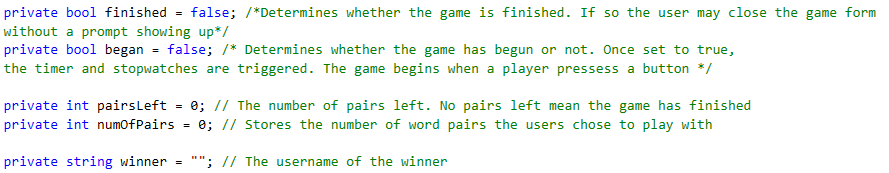 private bool finished = false; /*Determines whether the game is finished. If so the user may close the game form
without a prompt showing up*/
private bool began = false; /* Determines whether the game has begun or not. Once set to true,
the timer and stopwatches are triggered. The game begins when a player pressess a button */
private int pairsLeft = 0; // The number of pairs left. No pairs left mean the game has finished
private int numOfPairs = 0; // Stores the number of word pairs the users chose to play with
private string winner = ""; // The username of the winner